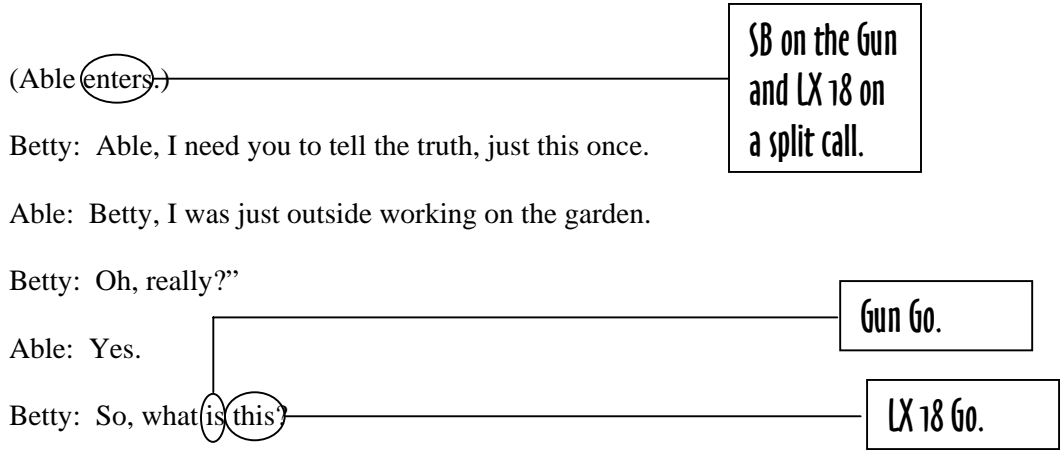 SB on the Gun
and LX 18 on
a split call.
(Able enters.)
Betty:  Able, I need you to tell the truth, just this once.
Able:  Betty, I was just outside working on the garden.
Betty:  Oh, really?”
Gun Go.
Able:  Yes.
Betty:  So, what is this?
LX 18 Go.